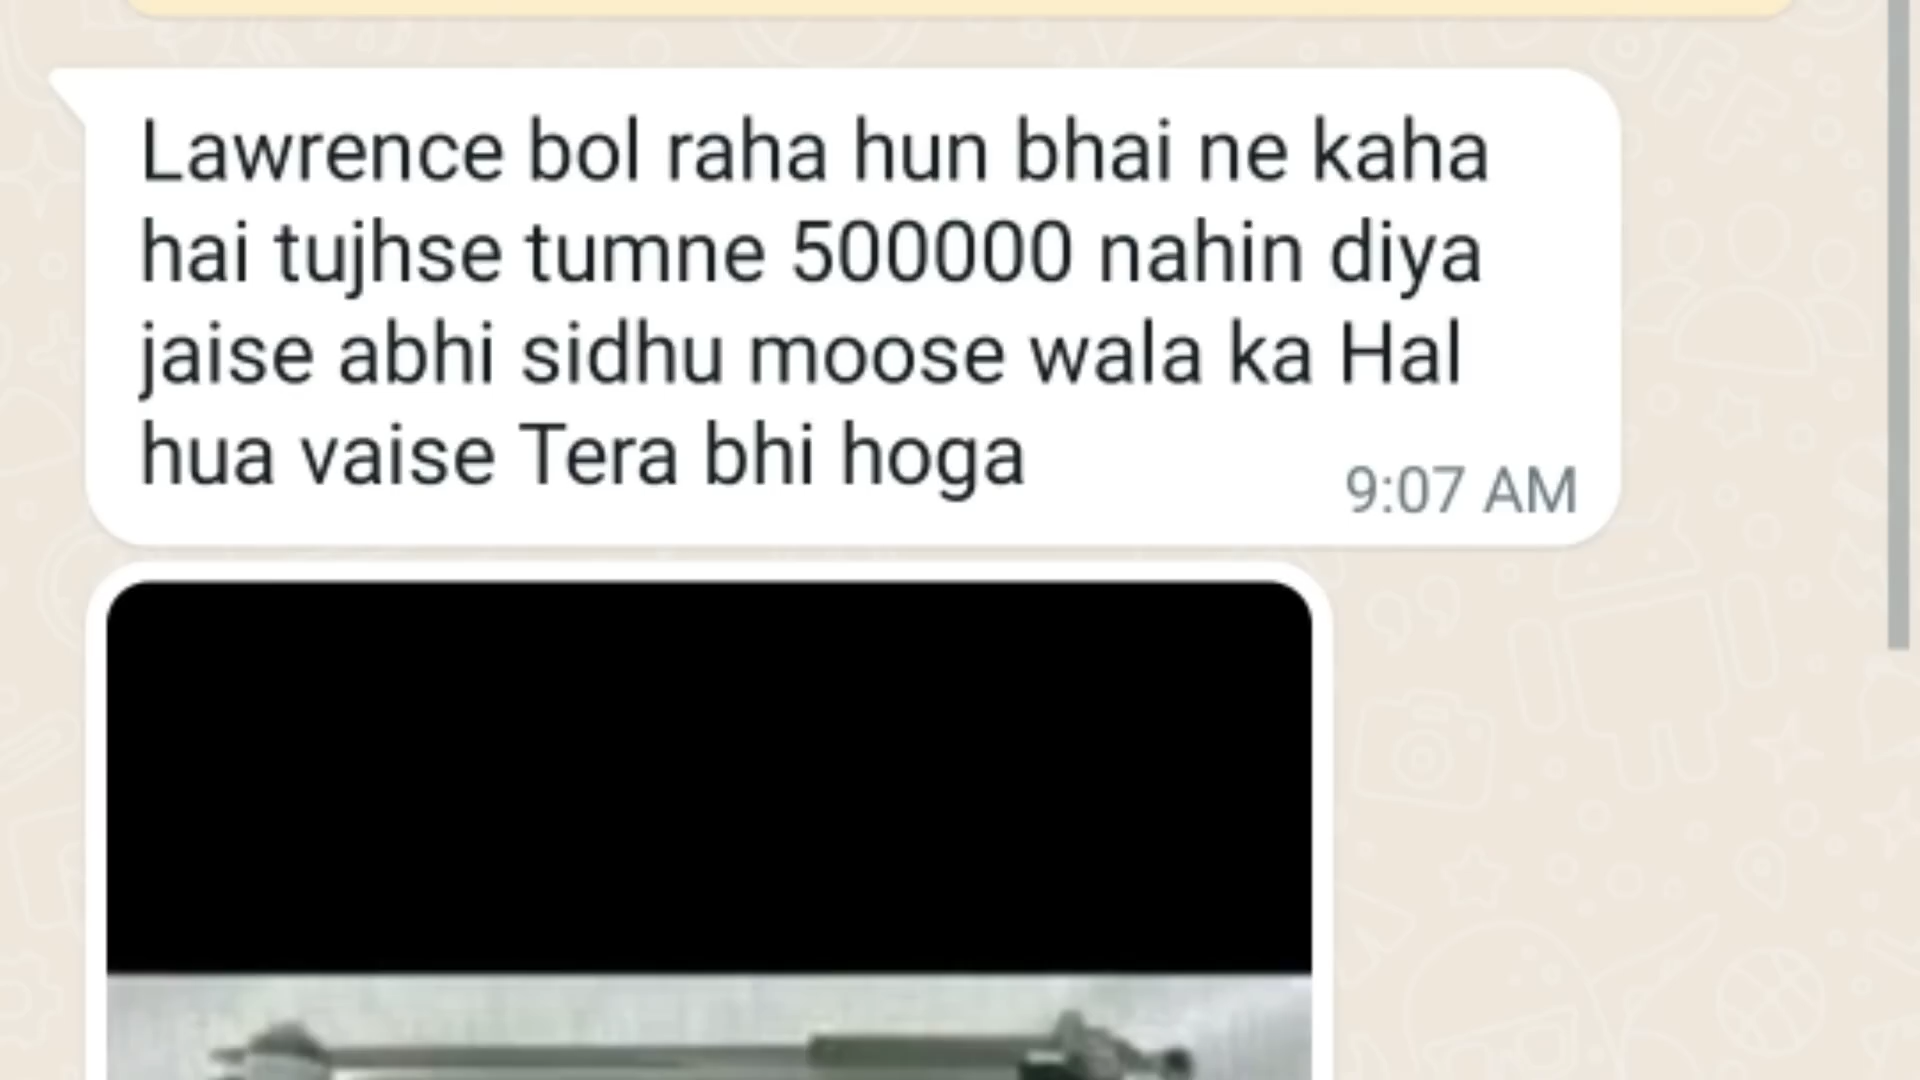 Lawrence bol raha hun bhai ne kaha
hai tujhse tumne 500000 nahin diya
jaise abhi sidhu moose wala ka Hal
hua vaise Tera bhi hoga
9:07 AM